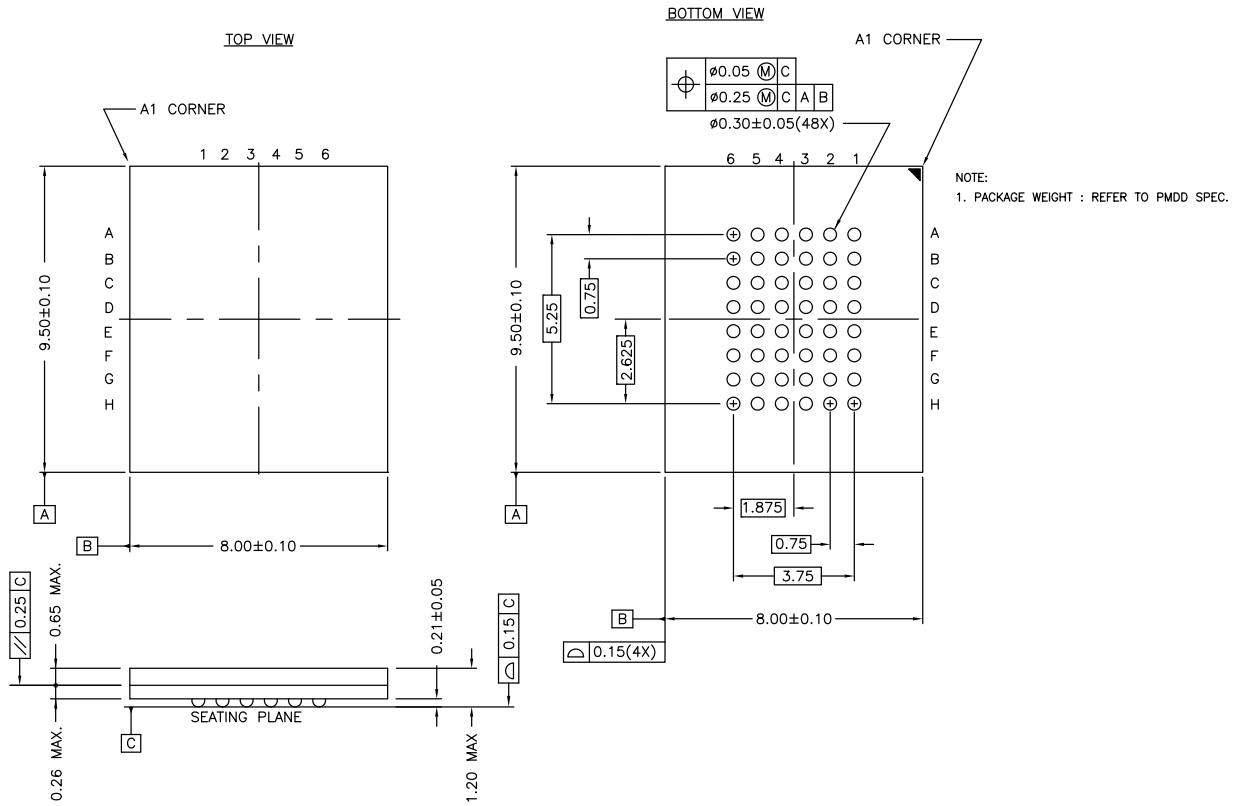 BOTTOM VIEW
TOP VIEW
A1 CORNER
ø0.05 Ⓜ C
ø0.25 Ⓜ C A B
ø0.30±0.05(48X)
A1 CORNER
1 2 3 4 5 6
6 5 4 3 2 1
NOTE:
1. PACKAGE WEIGHT : REFER TO PMDD SPEC.
A
B
C
D
E
F
G
H
9.50±0.10
A
B
8.00±0.10
9.50±0.10
5.25
0.75
2.625
A
B
C
D
E
F
G
H
A
1.875
0.75
3.75
B
8.00±0.10
⌓ 0.15(4X)
// 0.25 C
0.65 MAX.
0.26 MAX.
SEATING PLANE
C
0.21±0.05
1.20 MAX
⌓ 0.15 C